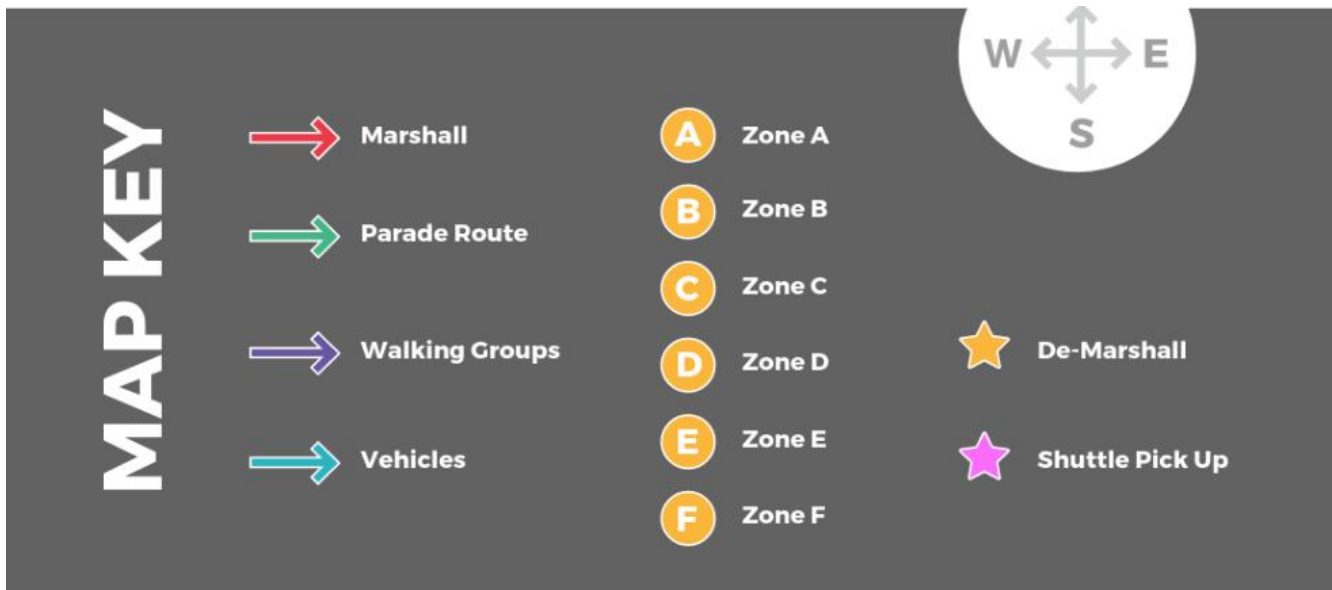 MAP KEY
Marshall
Parade Route
Walking Groups
Vehicles
A Zone A
B Zone B
C Zone C
D Zone D
E Zone E
F Zone F
W E
S
De-Marshall
Shuttle Pick Up